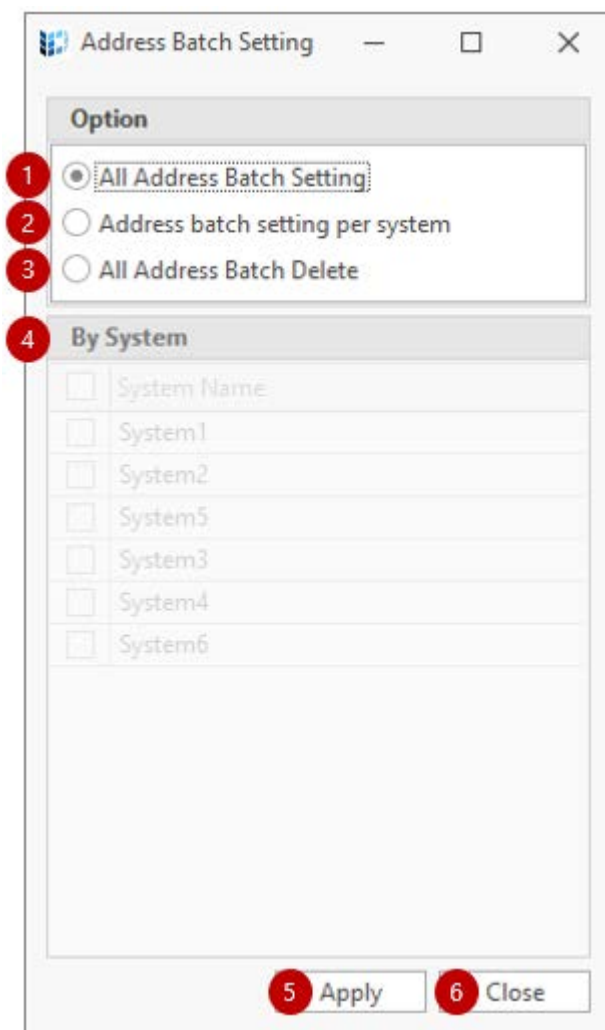 Address Batch Setting
Option
1 All Address Batch Setting
2 Address batch setting per system
3 All Address Batch Delete
4 By System
System Name
System1
System2
System5
System3
System4
System6
5 Apply 6 Close